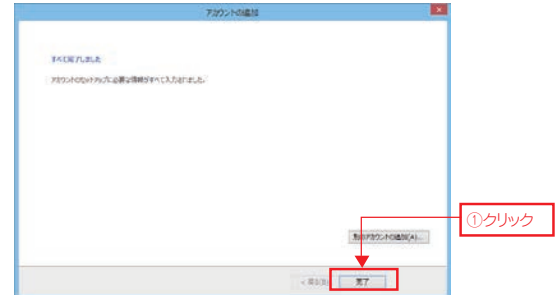 アカウントの追加
すべて完了しました
アカウントのセットアップに必要な情報がすべて入力されました。
①クリック
別のアカウントの追加(A)...
< 戻る(B)
完了